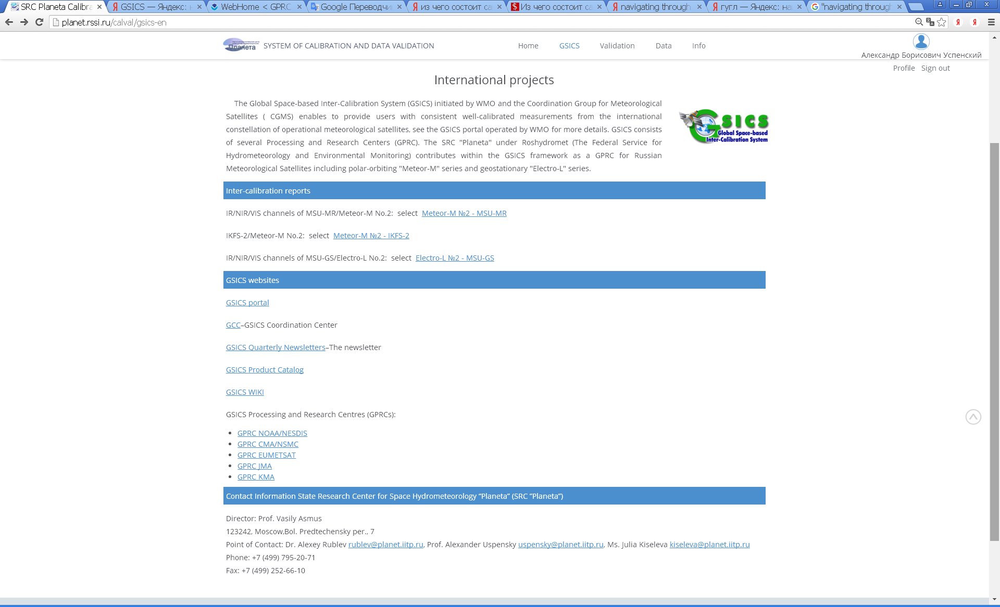 SRC Planeta Calibra
GSICS — Яндекс: н
WebHome < GPRC
Google Переводчи
из чего состоит са
Из чего состоит са
navigating through
гугл — Яндекс: на
"navigating throug
planet.rssi.ru/calval/gsics-en
Планета
SYSTEM OF CALIBRATION AND DATA VALIDATION
Home GSICS Validation Data Info
Александр Борисович Успенский
Profile Sign out
International projects
The Global Space-based Inter-Calibration System (GSICS) initiated by WMO and the Coordination Group for Meteorological
Satellites ( CGMS) enables to provide users with consistent well-calibrated measurements from the international
constellation of operational meteorological satellites, see the GSICS portal operated by WMO for more details. GSICS consists
of several Processing and Research Centers (GPRC). The SRC "Planeta" under Roshydromet (The Federal Service for
Hydrometeorology and Environmental Monitoring) contributes within the GSICS framework as a GPRC for Russian
Meteorological Satellites including polar-orbiting "Meteor-M" series and geostationary "Electro-L" series.
GSICS
Global Space-based
Inter-Calibration System
Inter-calibration reports
IR/NIR/VIS channels of MSU-MR/Meteor-M No.2: select Meteor-M №2 - MSU-MR
IKFS-2/Meteor-M No.2: select Meteor-M №2 - IKFS-2
IR/NIR/VIS channels of MSU-GS/Electro-L No.2: select Electro-L №2 - MSU-GS
GSICS websites
GSICS portal
GCC–GSICS Coordination Center
GSICS Quarterly Newsletters–The newsletter
GSICS Product Catalog
GSICS WIKI
GSICS Processing and Research Centres (GPRCs):
GPRC NOAA/NESDIS
GPRC CMA/NSMC
GPRC EUMETSAT
GPRC JMA
GPRC KMA
Contact Information State Research Center for Space Hydrometeorology “Planeta” (SRC ”Planeta”)
Director: Prof. Vasily Asmus
123242, Moscow,Bol. Predtechensky per., 7
Point of Contact: Dr. Alexey Rublev rublev@planet.iitp.ru, Prof. Alexander Uspensky uspensky@planet.iitp.ru, Ms. Julia Kiseleva kiseleva@planet.iitp.ru
Phone: +7 (499) 795-20-71
Fax: +7 (499) 252-66-10